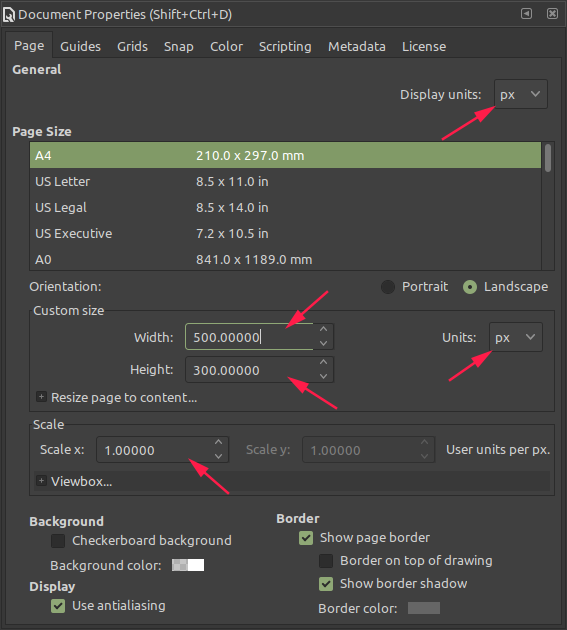 Document Properties (Shift+Ctrl+D)
Page Guides Grids Snap Color Scripting Metadata License
General
Display units: px
Page Size
A4 210.0 x 297.0 mm
US Letter 8.5 x 11.0 in
US Legal 8.5 x 14.0 in
US Executive 7.2 x 10.5 in
A0 841.0 x 1189.0 mm
Orientation: Portrait Landscape
Custom size
Width: 500.00000 Units: px
Height: 300.00000
Resize page to content...
Scale
Scale x: 1.00000 Scale y: 1.00000 User units per px.
Viewbox...
Background
Checkerboard background
Background color:
Display
Use antialiasing
Border
Show page border
Border on top of drawing
Show border shadow
Border color: